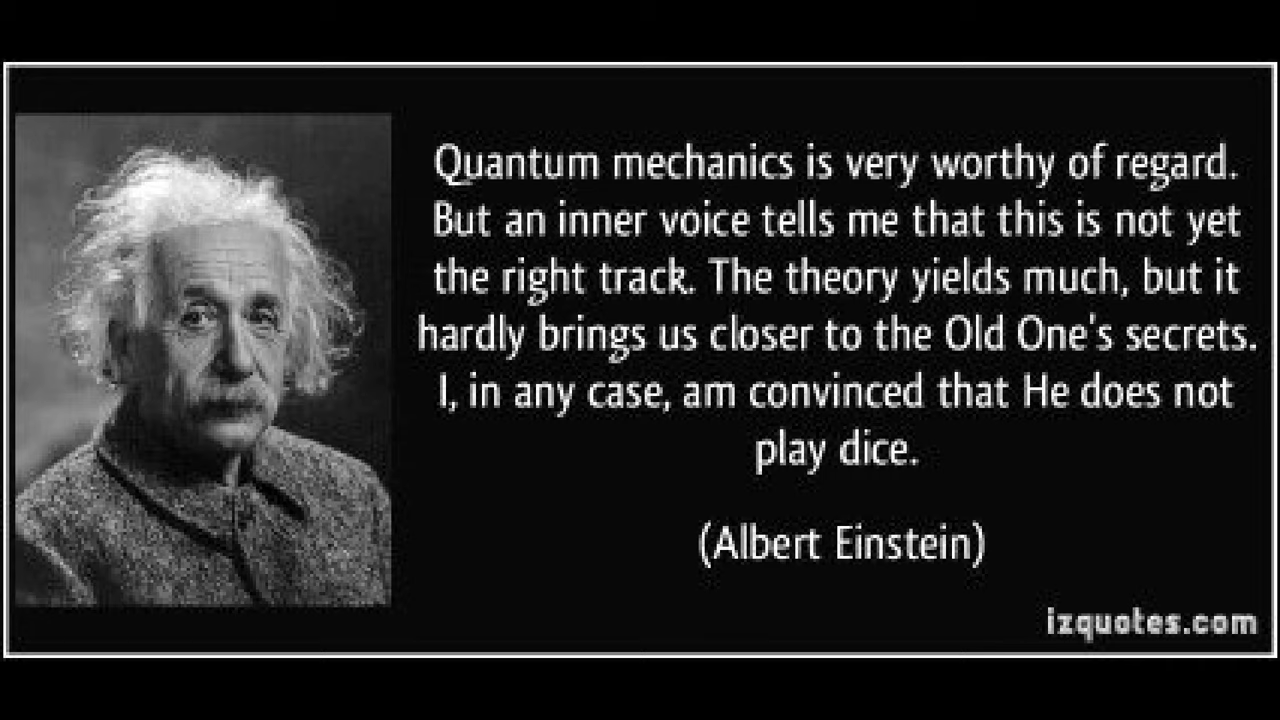 Quantum mechanics is very worthy of regard.
But an inner voice tells me that this is not yet
the right track. The theory yields much, but it
hardly brings us closer to the Old One's secrets.
I, in any case, am convinced that He does not
play dice.
(Albert Einstein)
izquotes.com